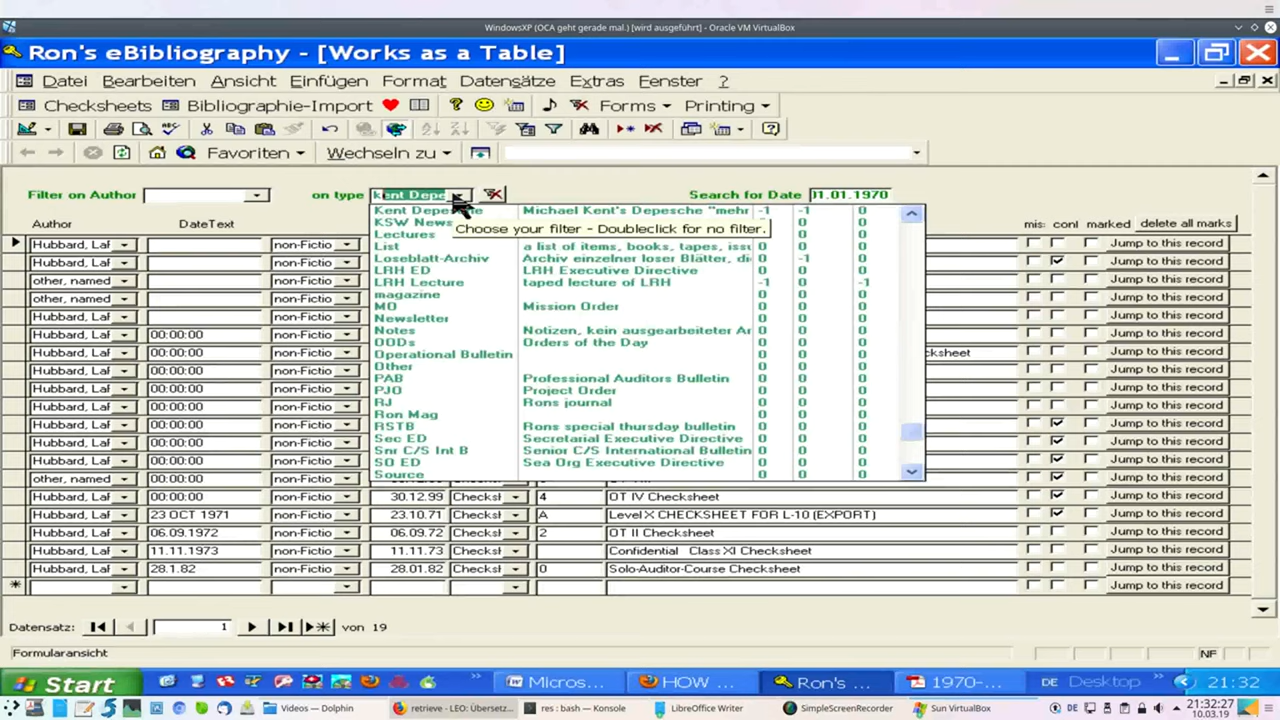 WindowsXP (OCA geht gerade mal.) [wird ausgeführt] - Oracle VM VirtualBox
Ron's eBibliography - [Works as a Table]
Datei Bearbeiten Ansicht Einfügen Format Datensätze Extras Fenster ?
Checksheets Bibliographie-Import Forms Printing
Favoriten Wechseln zu
Filter on Author on type kent Depe Search for Date 01.01.1970
Author DateText mis: conl marked delete all marks
Kent Depesche Michael Kent's Depesche "mehr -1 -1 0
KSW News
Choose your filter - Doubleclick for no filter.
Lectures 0 0 0
List a list of items, books, tapes, issu 0 0 0
Loseblatt-Archiv Archiv einzelner loser Blätter, di 0 -1 0
LRH ED LRH Executive Directive 0 0 0
LRH Lecture taped lecture of LRH -1 0 -1
magazine 0 0 0
MO Mission Order 0 0 0
Newsletter 0 0 0
Notes Notizen, kein ausgearbeiteter Ar 0 0 0
OODs Orders of the Day 0 0 0
Operational Bulletin 0 0 0
Other 0 0 0
PAB Professional Auditors Bulletin 0 0 0
PJO Project Order 0 0 0
RJ Rons journal 0 0 0
Ron Mag 0 0 0
RSTB Rons special thursday bulletin 0 0 0
Sec ED Secretarial Executive Directive 0 0 0
Snr C/S Int B Senior C/S International Bulletin 0 0 0
SO ED Sea Org Executive Directive 0 0 0
Source 0 0 0
Hubbard, Laf non-Fictio Jump to this record
Hubbard, Laf non-Fictio Jump to this record
other, named non-Fictio Jump to this record
other, named non-Fictio Jump to this record
Hubbard, Laf non-Fictio Jump to this record
Hubbard, Laf 00:00:00 non-Fictio Jump to this record
Hubbard, Laf 00:00:00 non-Fictio checksheet Jump to this record
Hubbard, Laf 00:00:00 non-Fictio Jump to this record
Hubbard, Laf 00:00:00 non-Fictio Jump to this record
Hubbard, Laf 00:00:00 non-Fictio Jump to this record
Hubbard, Laf 00:00:00 non-Fictio Jump to this record
Hubbard, Laf 00:00:00 non-Fictio Jump to this record
Hubbard, Laf 00:00:00 non-Fictio Jump to this record
other, named 00:00:00 non-Fictio Jump to this record
Hubbard, Laf 00:00:00 non-Fictio 30.12.99 Checksl 4 OT IV Checksheet Jump to this record
Hubbard, Laf 23 OCT 1971 non-Fictio 23.10.71 Checksl A Level X CHECKSHEET FOR L-10 (EXPORT) Jump to this record
Hubbard, Laf 06.09.1972 non-Fictio 06.09.72 Checksl 2 OT II Checksheet Jump to this record
Hubbard, Laf 11.11.1973 non-Fictio 11.11.73 Checksl Confidential Class XI Checksheet Jump to this record
Hubbard, Laf 28.1.82 non-Fictio 28.01.82 Checksl 0 Solo-Auditor-Course Checksheet Jump to this record
Jump to this record
Datensatz: 1 von 19
Formularansicht NF
Start Micros... HOW ... Ron's ... 1970-... DE Desktop 21:32
Videos — Dolphin retrieve - LEO: Übersetz... res : bash — Konsole LibreOffice Writer SimpleScreenRecorder Sun VirtualBox DE 21:32:27
10.03.19